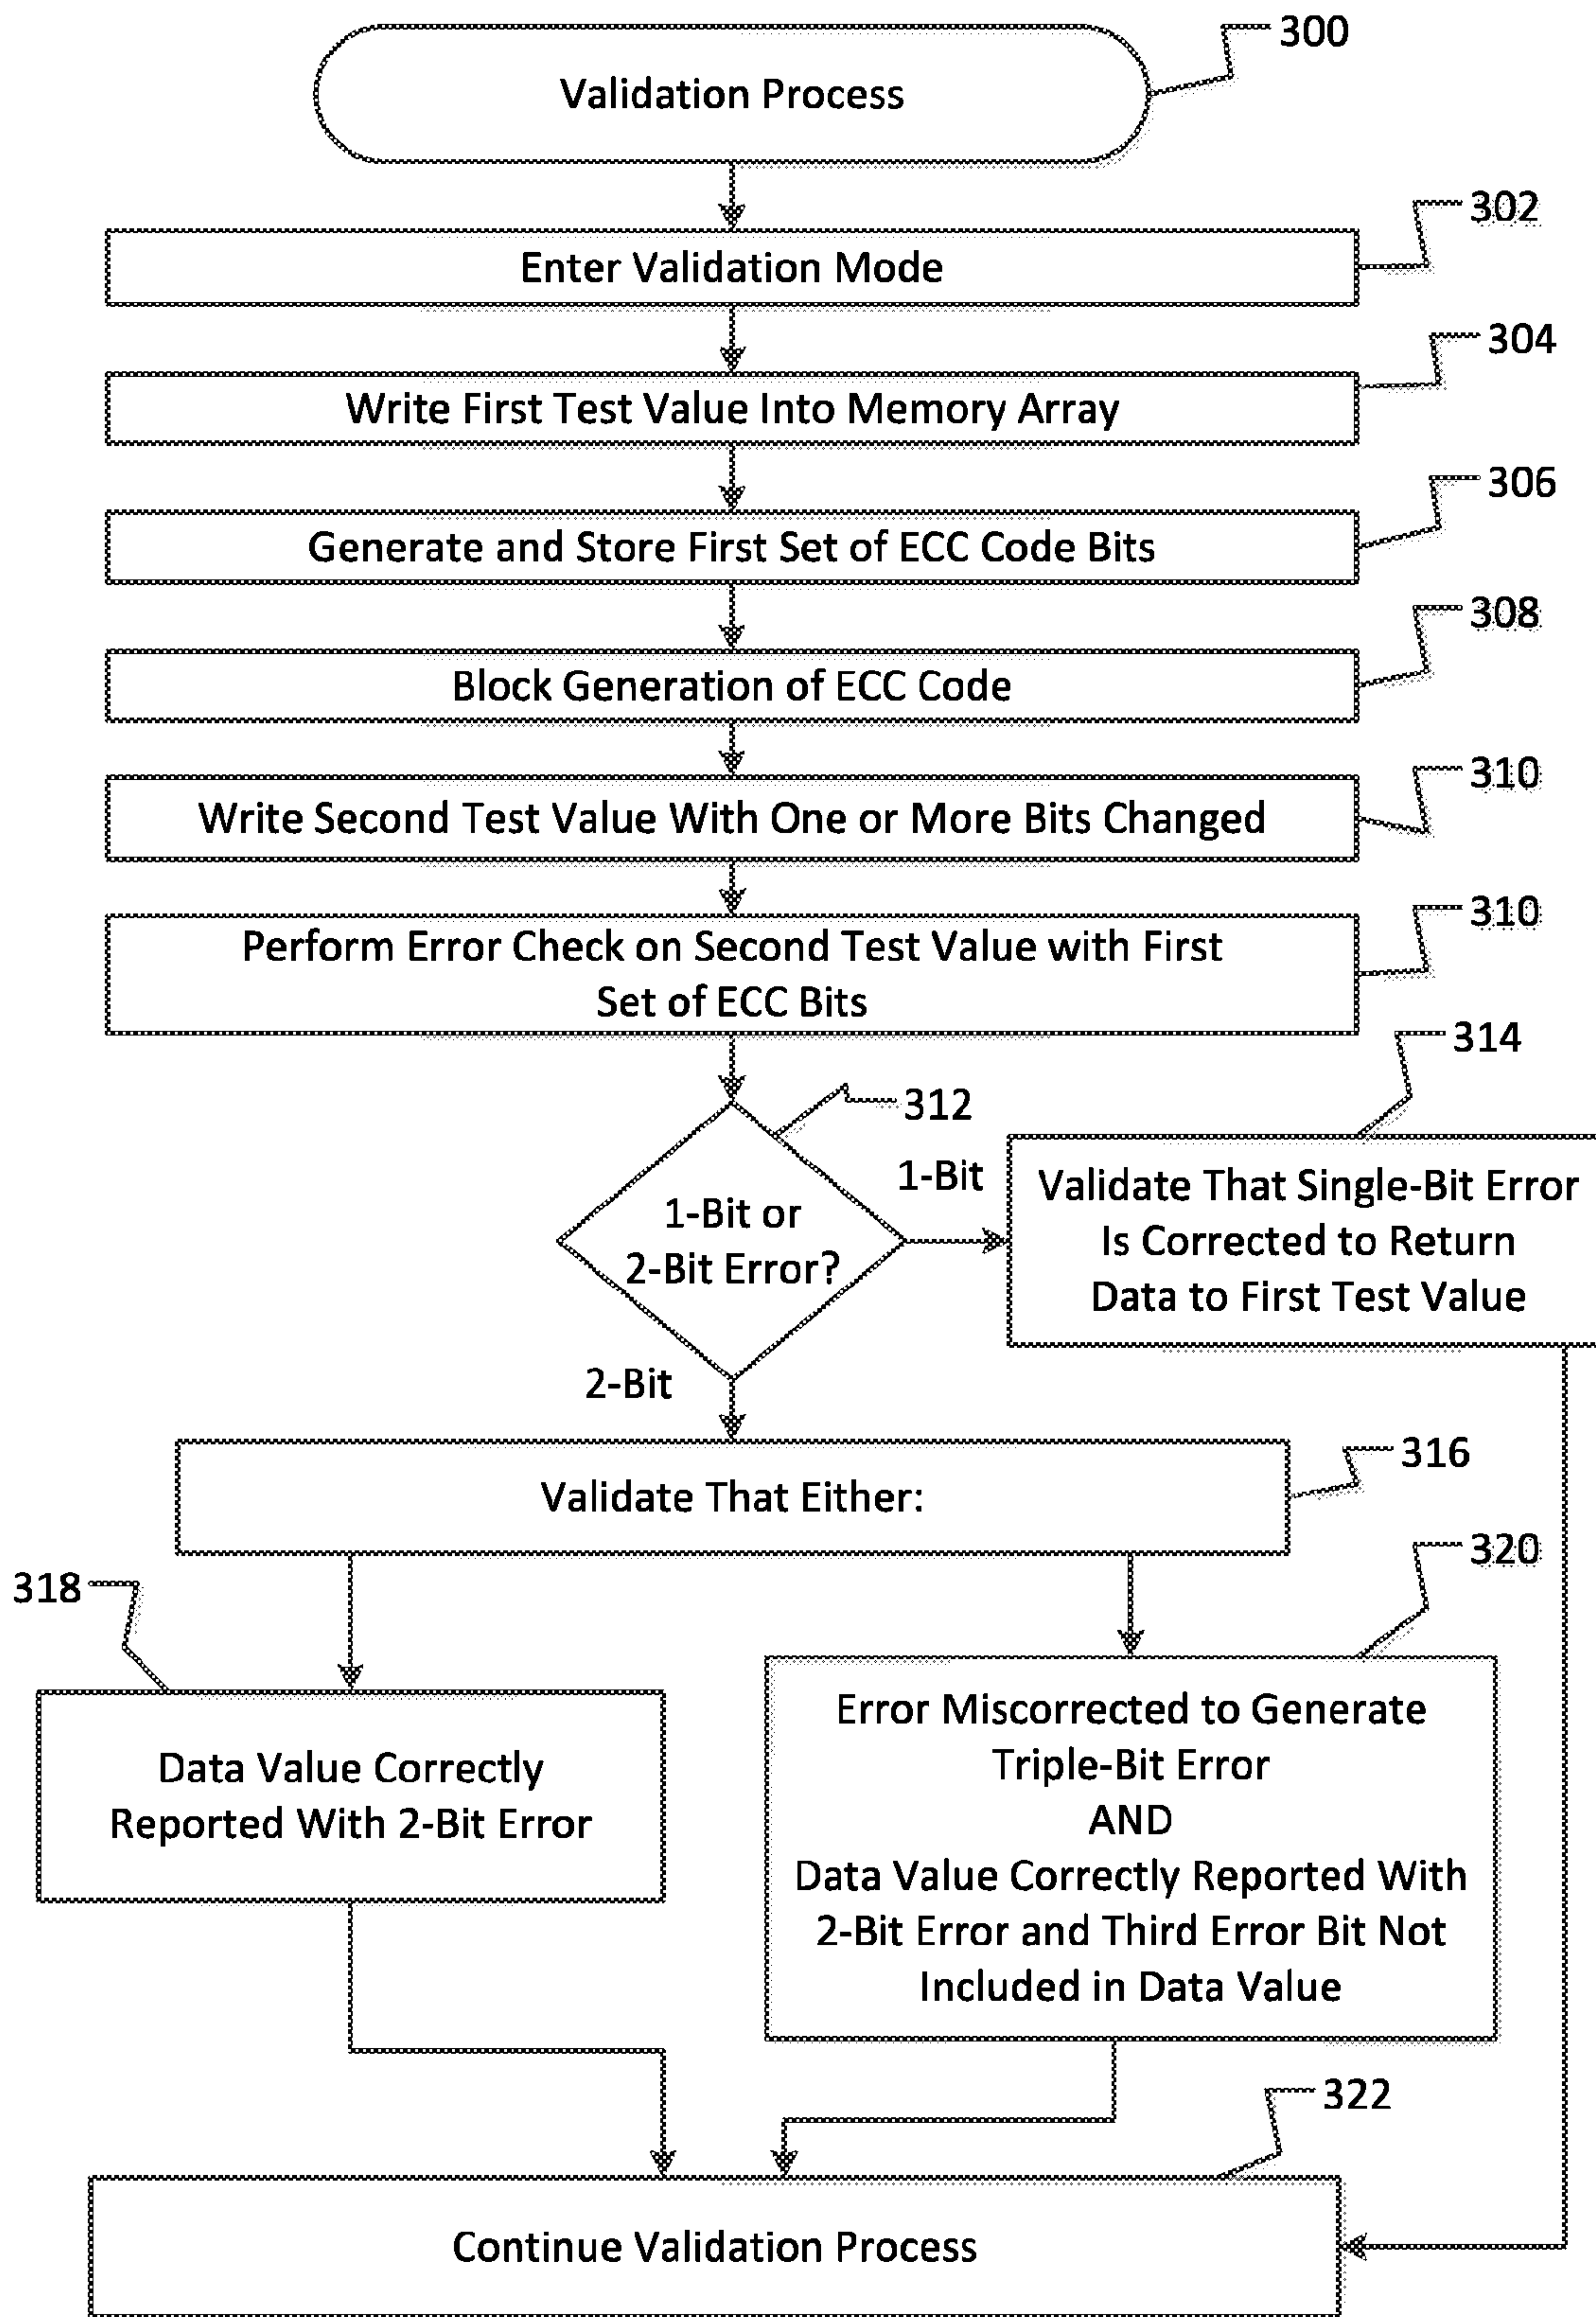 300
Validation Process
302
Enter Validation Mode
304
Write First Test Value Into Memory Array
306
Generate and Store First Set of ECC Code Bits
308
Block Generation of ECC Code
310
Write Second Test Value With One or More Bits Changed
310
Perform Error Check on Second Test Value with First
Set of ECC Bits
314
312
1-Bit
1-Bit or
2-Bit Error?
Validate That Single-Bit Error
Is Corrected to Return
Data to First Test Value
2-Bit
316
Validate That Either:
318
320
Data Value Correctly
Reported With 2-Bit Error
Error Miscorrected to Generate
Triple-Bit Error
AND
Data Value Correctly Reported With
2-Bit Error and Third Error Bit Not
Included in Data Value
322
Continue Validation Process